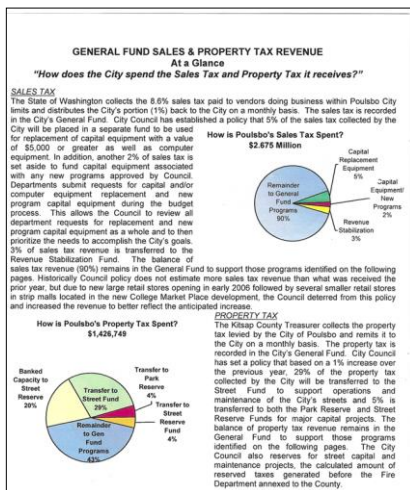 GENERAL FUND SALES & PROPERTY TAX REVENUE
At a Glance
"How does the City spend the Sales Tax and Property Tax it receives?"
SALES TAX
The State of Washington collects the 8.6% sales tax paid to vendors doing business within Poulsbo City
limits and distributes the City's portion (1%) back to the City on a monthly basis. The sales tax is recorded
in the City's General Fund. City Council has established a policy that 5% of the sales tax collected by the
City will be placed in a separate fund to be used
for replacement of capital equipment with a value
of $5,000 or greater as well as computer
equipment. In addition, another 2% of sales tax is
set aside to fund capital equipment associated
with any new programs approved by Council.
Departments submit requests for capital and/or
computer equipment replacement and new
program capital equipment during the budget
process. This allows the Council to review all
department requests for replacement and new
program capital equipment as a whole and to then
prioritize the needs to accomplish the City's goals.
3% of sales tax revenue is transferred to the
Revenue Stabilization Fund. The balance of
sales tax revenue (90%) remains in the General Fund to support those programs identified on the following
pages. Historically Council policy does not estimate more sales tax revenue than what was received the
prior year, but due to new large retail stores opening in early 2006 followed by several smaller retail stores
in strip malls located in the new College Market Place development, the Council deterred from this policy
and increased the revenue to better reflect the anticipated increase.
How is Poulsbo's Sales Tax Spent?
$2.675 Million
Capital
Replacement
Equipment
5%
Capital
Equipment/
New
Programs
2%
Revenue
Stabilization
3%
Remainder
to General
Fund
Programs
90%
How is Poulsbo's Property Tax Spent?
$1,426,749
Banked
Capacity to
Street
Reserve
20%
Transfer to
Street Fund
29%
Transfer to
Park
Reserve
4%
Transfer to
Street
Reserve
Fund
4%
Remainder
to Gen
Fund
Programs
43%
PROPERTY TAX
The Kitsap County Treasurer collects the property
tax levied by the City of Poulsbo and remits it to
the City on a monthly basis. The property tax is
recorded in the City's General Fund. City Council
has set a policy that based on a 1% increase over
the previous year, 29% of the property tax
collected by the City will be transferred to the
Street Fund to support operations and
maintenance of the City's streets and 5% is
transferred to both the Park Reserve and Street
Reserve Funds for major capital projects. The
balance of property tax revenue remains in the
General Fund to support those programs
identified on the following pages. The City
Council also reserves for street capital and
maintenance projects, the calculated amount of
reserved taxes generated before the Fire
Department annexed to the County.